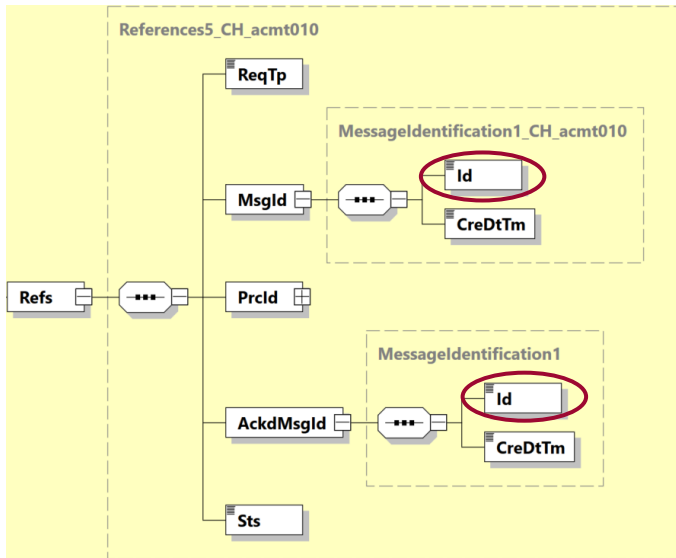 References5_CH_acmt010
ReqTp
MessageIdentification1_CH_acmt010
Id
MsgId
CreDtTm
Refs
PrcId
MessageIdentification1
Id
AckdMsgId
CreDtTm
Sts